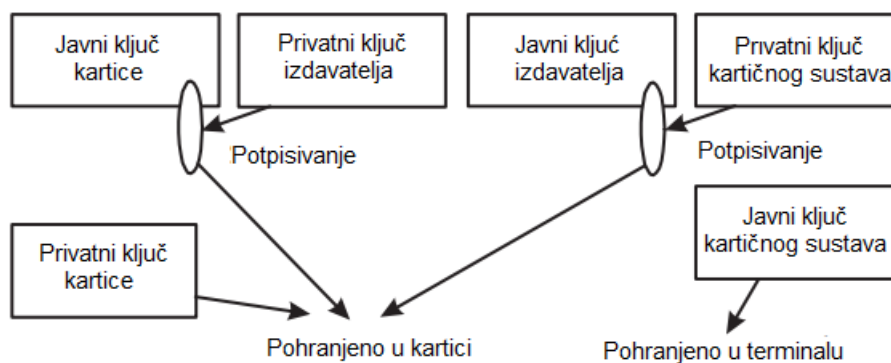 Javni ključ
kartice
Privatni ključ
izdavatelja
Javni kljuć
izdavatelja
Privatni ključ
kartičnog sustava
Potpisivanje
Potpisivanje
Privatni ključ
kartice
Javni ključ
kartičnog sustava
Pohranjeno u kartici
Pohranjeno u terminalu